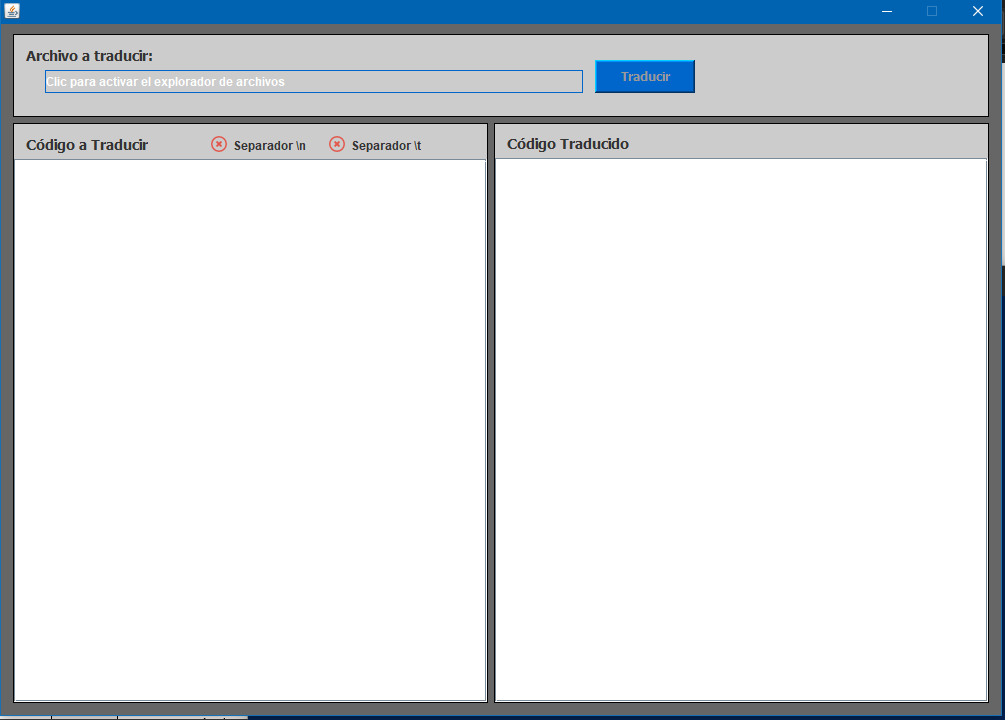 Archivo a traducir:
Clic para activar el explorador de archivos
Traducir
Código a Traducir
Separador \n
Separador \t
Código Traducido